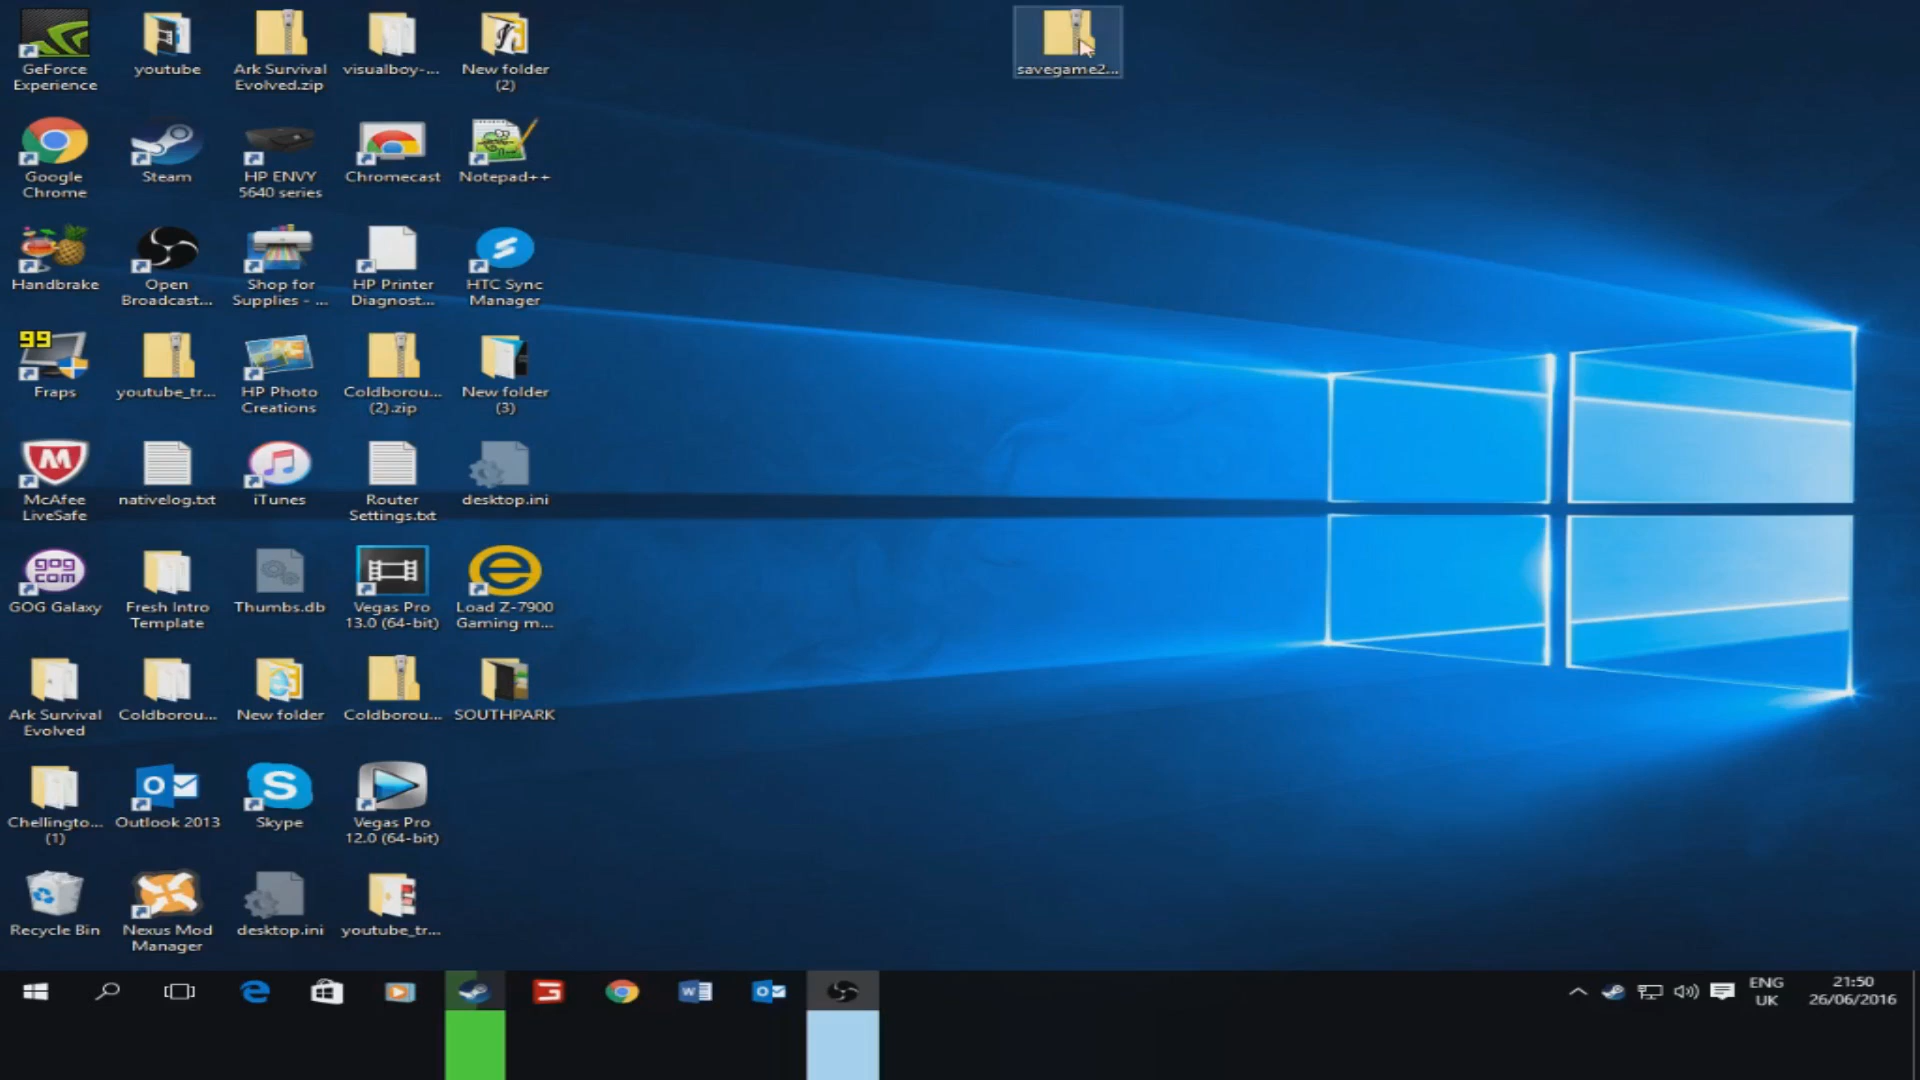 GeForce
Experience
youtube
Ark Survival
Evolved.zip
visualboy-...
New folder
(2)
savegame2...
Google
Chrome
Steam
HP ENVY
5640 series
Chromecast
Notepad++
Handbrake
Open
Broadcast...
Shop for
Supplies - ...
HP Printer
Diagnost...
HTC Sync
Manager
99
Fraps
youtube_tr...
HP Photo
Creations
Coldborou...
(2).zip
New folder
(3)
McAfee
LiveSafe
nativelog.txt
iTunes
Router
Settings.txt
desktop.ini
gog
com
GOG Galaxy
Fresh Intro
Template
Thumbs.db
Vegas Pro
13.0 (64-bit)
Load Z-7900
Gaming m...
Ark Survival
Evolved
Coldborou...
New folder
Coldborou...
SOUTHPARK
Chellingto...
(1)
Outlook 2013
Skype
Vegas Pro
12.0 (64-bit)
Recycle Bin
Nexus Mod
Manager
desktop.ini
youtube_tr...
ENG
UK
21:50
26/06/2016